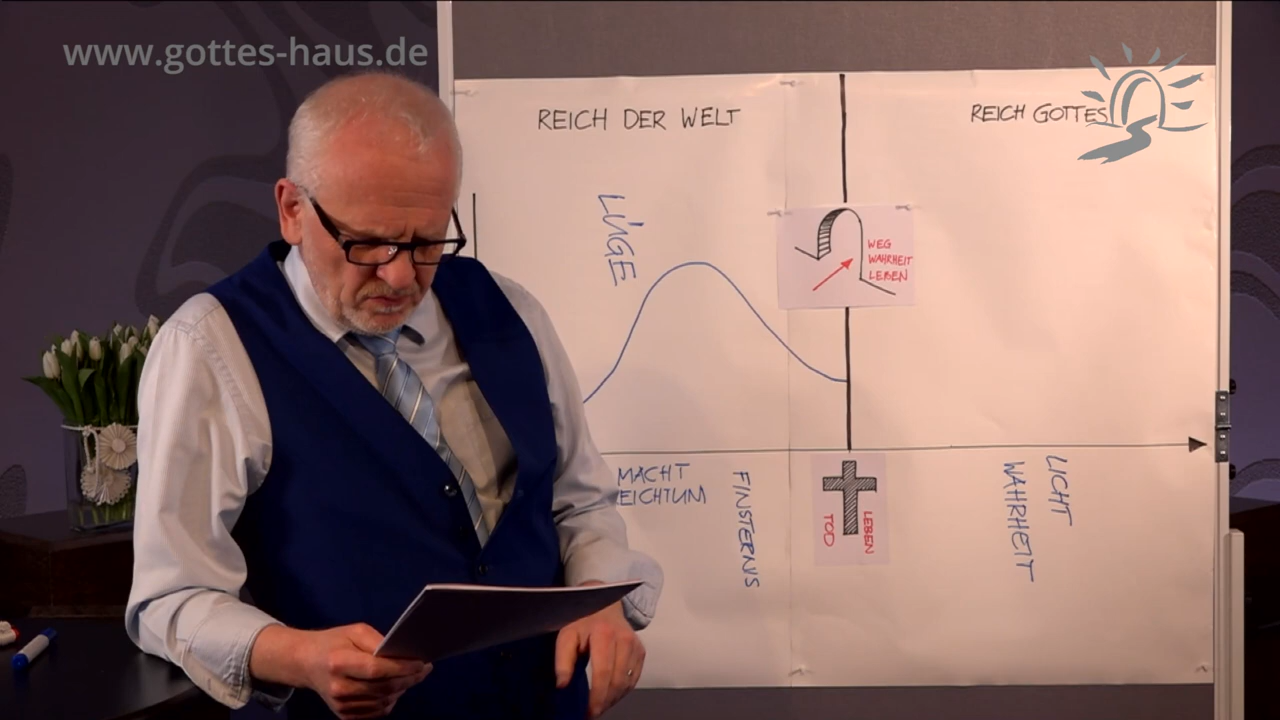 www.gottes-haus.de
REICH DER WELT
REICH GOTTES
LÜGE
WEG
WAHRHEIT
LEBEN
MACHT
EICHTUM
FINSTERNIS
TOD
LEBEN
WAHRHEIT
LICHT